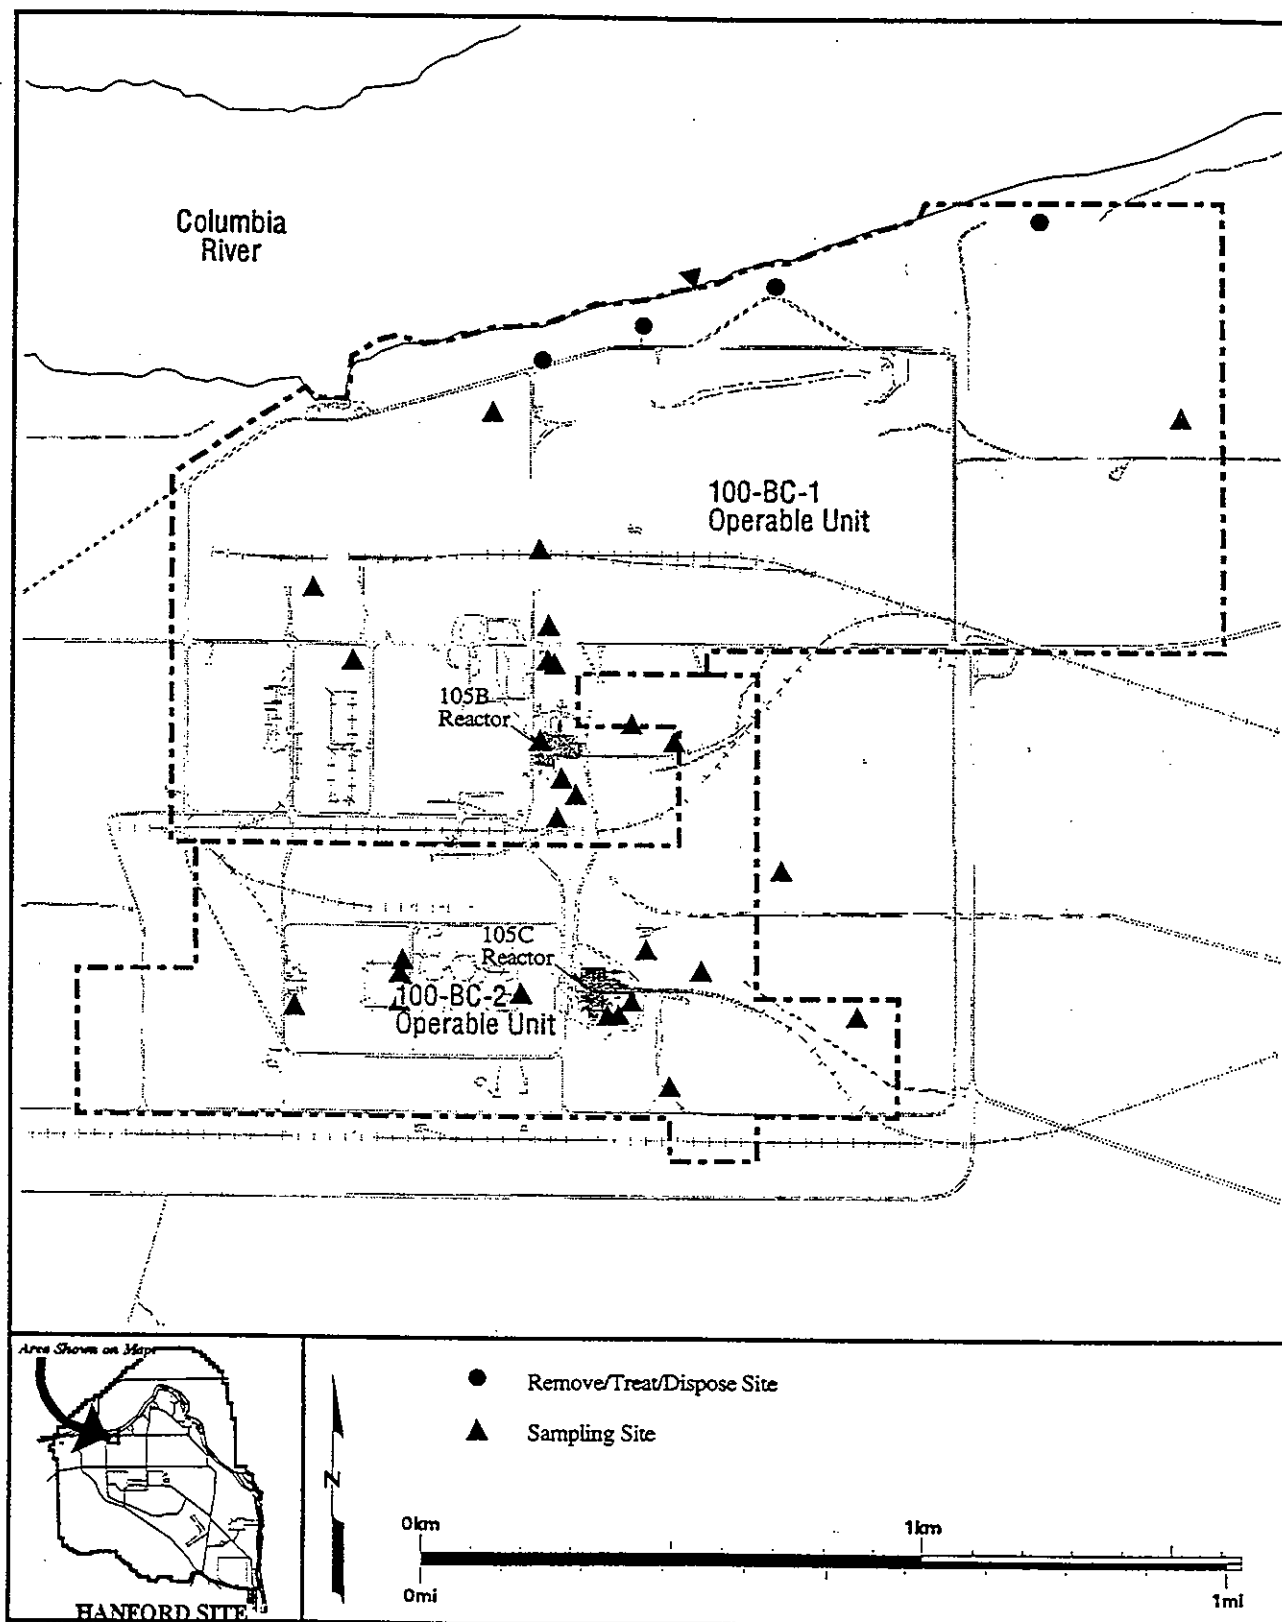 Columbia
River
100-BC-1
Operable Unit
105B
Reactor
105C
Reactor
100-BC-2
Operable Unit
Area Shown on Map
HANFORD SITE
N
Remove/Treat/Dispose Site
Sampling Site
0km
1km
0mi
1mi